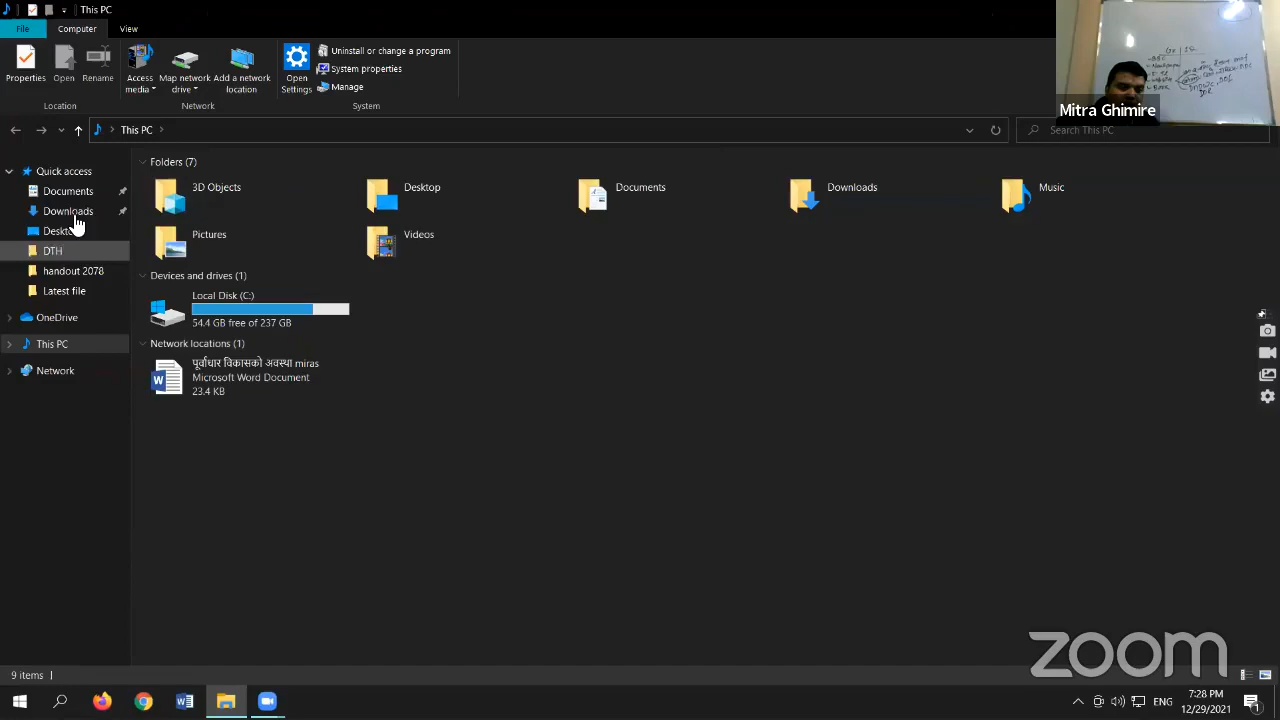 This PC
File
Computer
View
Properties
Open
Rename
Access media
Map network drive
Add a network location
Open Settings
Uninstall or change a program
System properties
Manage
Location
Network
System
This PC
Search This PC
Mitra Ghimire
Quick access
Documents
Downloads
Desktop
DTH
handout 2078
Latest file
OneDrive
This PC
Network
Folders (7)
3D Objects
Desktop
Documents
Downloads
Music
Pictures
Videos
Devices and drives (1)
Local Disk (C:)
54.4 GB free of 237 GB
Network locations (1)
पूर्वाधार विकासको अवस्था miras
Microsoft Word Document
23.4 KB
zoom
9 items
ENG
7:28 PM
12/29/2021